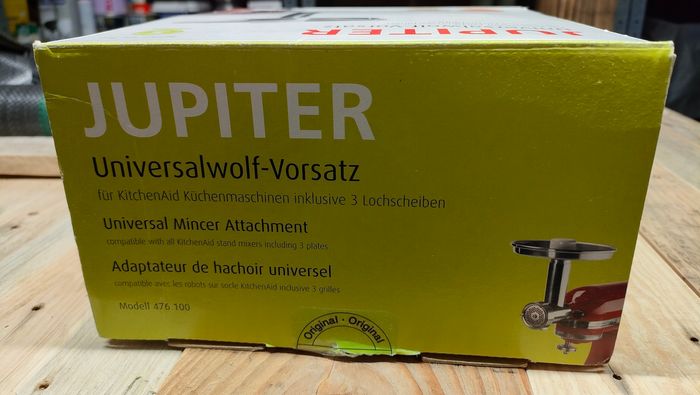 JUPITER
JUPITER
Universalwolf-Vorsatz
für KitchenAid Küchenmaschinen inklusive 3 Lochscheiben
Universal Mincer Attachment
compatible with all KitchenAid stand mixers including 3 plates
Adaptateur de hachoir universel
compatible avec les robots sur socle KitchenAid inclusive 3 grilles
Modell 476 100
Original · Original